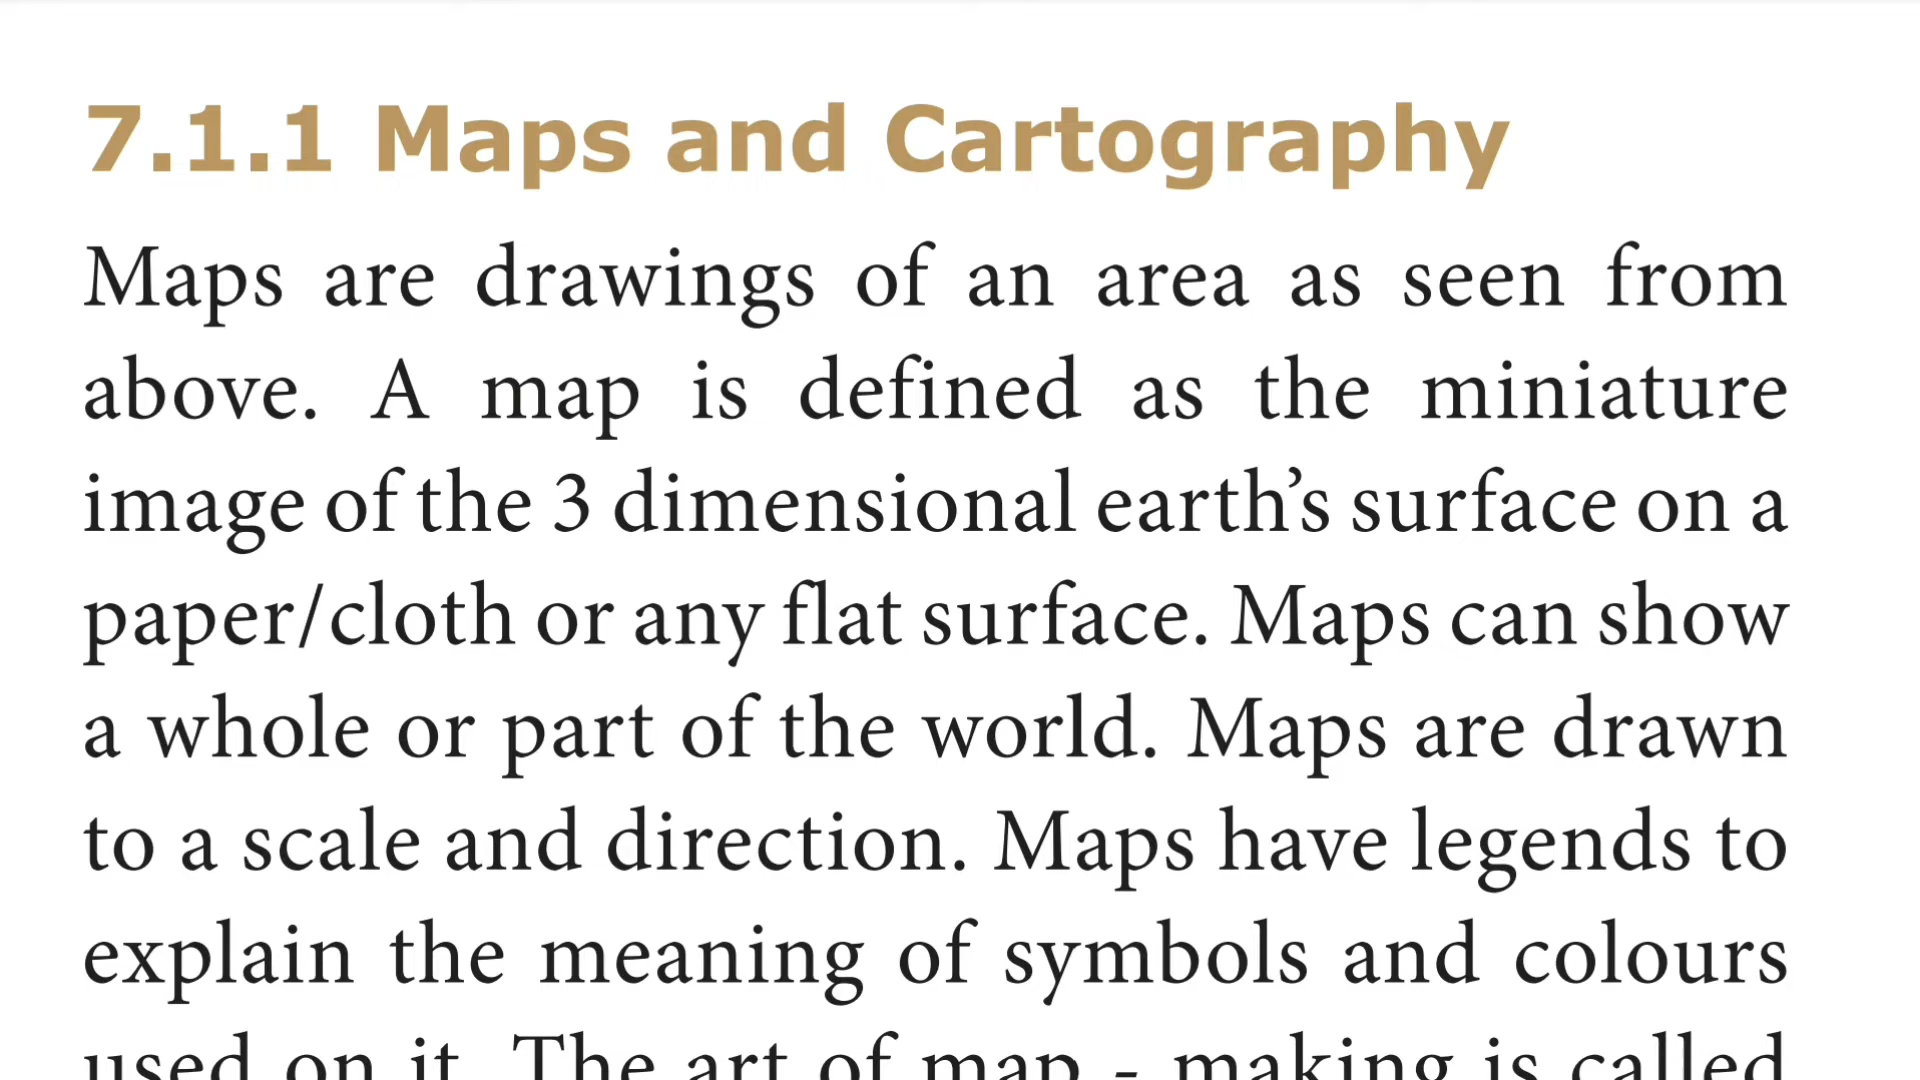 7.1.1 Maps and Cartography
Maps are drawings of an area as seen from
above. A map is defined as the miniature
image of the 3 dimensional earth’s surface on a
paper/cloth or any flat surface. Maps can show
a whole or part of the world. Maps are drawn
to a scale and direction. Maps have legends to
explain the meaning of symbols and colours
used on it. The art of map - making is called